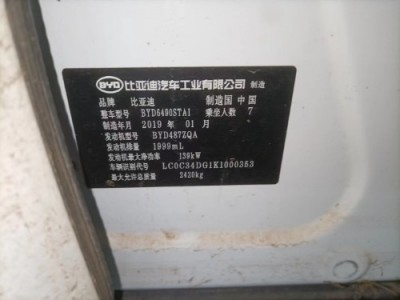 BYD 比亚迪汽车工业有限公司 制造
品牌 比亚迪 制造国 中国
整车型号 BYD6490STA1 乘坐人数 7
制造年月 2019 年 01 月
发动机型号 BYD487ZQA
发动机排量 1999mL
发动机最大净功率 139kW
车辆识别代号 LC0C34DG1K1000353
最大允许总质量 2420kg